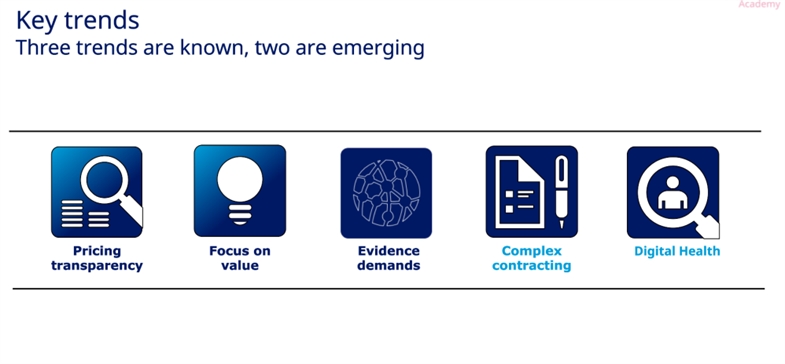 Academy
Key trends
Three trends are known, two are emerging
Pricing
transparency
Focus on
value
Evidence
demands
Complex
contracting
Digital Health